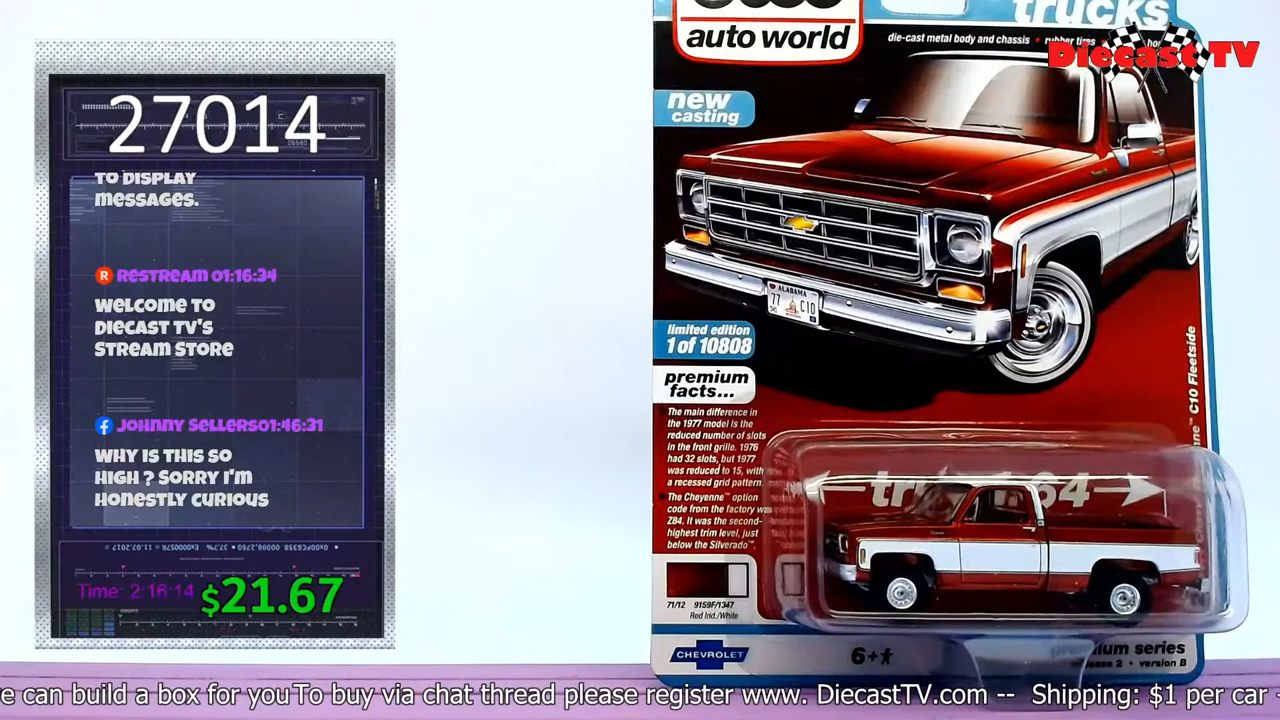 27014
TO DISPLAY
MESSAGES.
R RESTREAM 01:16:34
WELCOME TO
DIECAST TV'S
STREAM STORE
WHY IS THIS SO
HIGH ? SORRY I'M
HONESTLY CURIOUS
Time: 2:16:14 $21.67
auto world
trucks
die-cast metal body and chassis • rubber tires
Diecast TV
new
casting
ALABAMA
77 C10
limited edition
1 of 10808
premium
facts...
The main difference in
the 1977 model is the
reduced number of slots
in the front grille. 1976
had 32 slots, but 1977
was reduced to 15, with
a recessed grid pattern.
The Cheyenne™ option
code from the factory was
Z84. It was the second-
highest trim level, just
below the Silverado™.
C10 Fleetside
71/12 9159F/1347
Red Irid./White
CHEVROLET
6+
premium series
release 2 • version B
e can build a box for you To buy via chat thread please register www. DiecastTV.com -- Shipping: $1 per car -